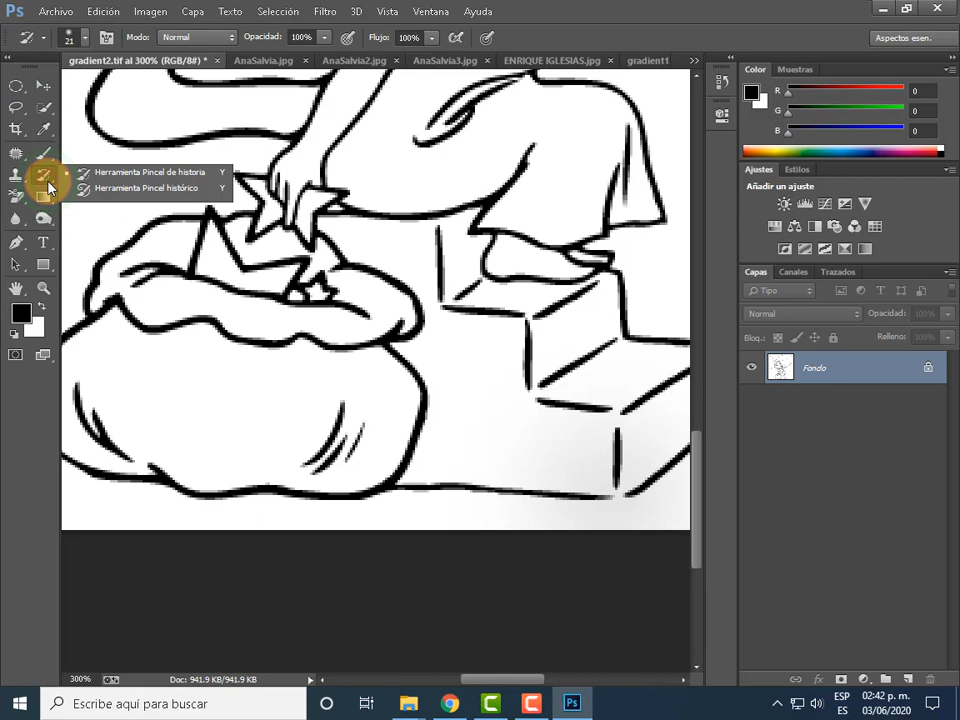 Ps Archivo Edición Imagen Capa Texto Selección Filtro 3D Vista Ventana Ayuda
21 Modo: Normal Opacidad: 100% Flujo: 100% Aspectos esen.
gradient2.tif al 300% (RGB/8#) * × AnaSalvia.jpg × AnaSalvia2.jpg × AnaSalvia3.jpg × ENRIQUE IGLESIAS.jpg × gradient1
Color Muestras
R 0
G 0
B 0
Herramienta Pincel de historia Y
Herramienta Pincel histórico Y
Ajustes Estilos
Añadir un ajuste
Capas Canales Trazados
Tipo
Normal Opacidad: 100%
Bloq.: Relleno: 100%
Fondo
300% Doc: 941.9 KB/941.9 KB
Escribe aquí para buscar
Ps
ESP 02:42 p. m.
ES 03/06/2020